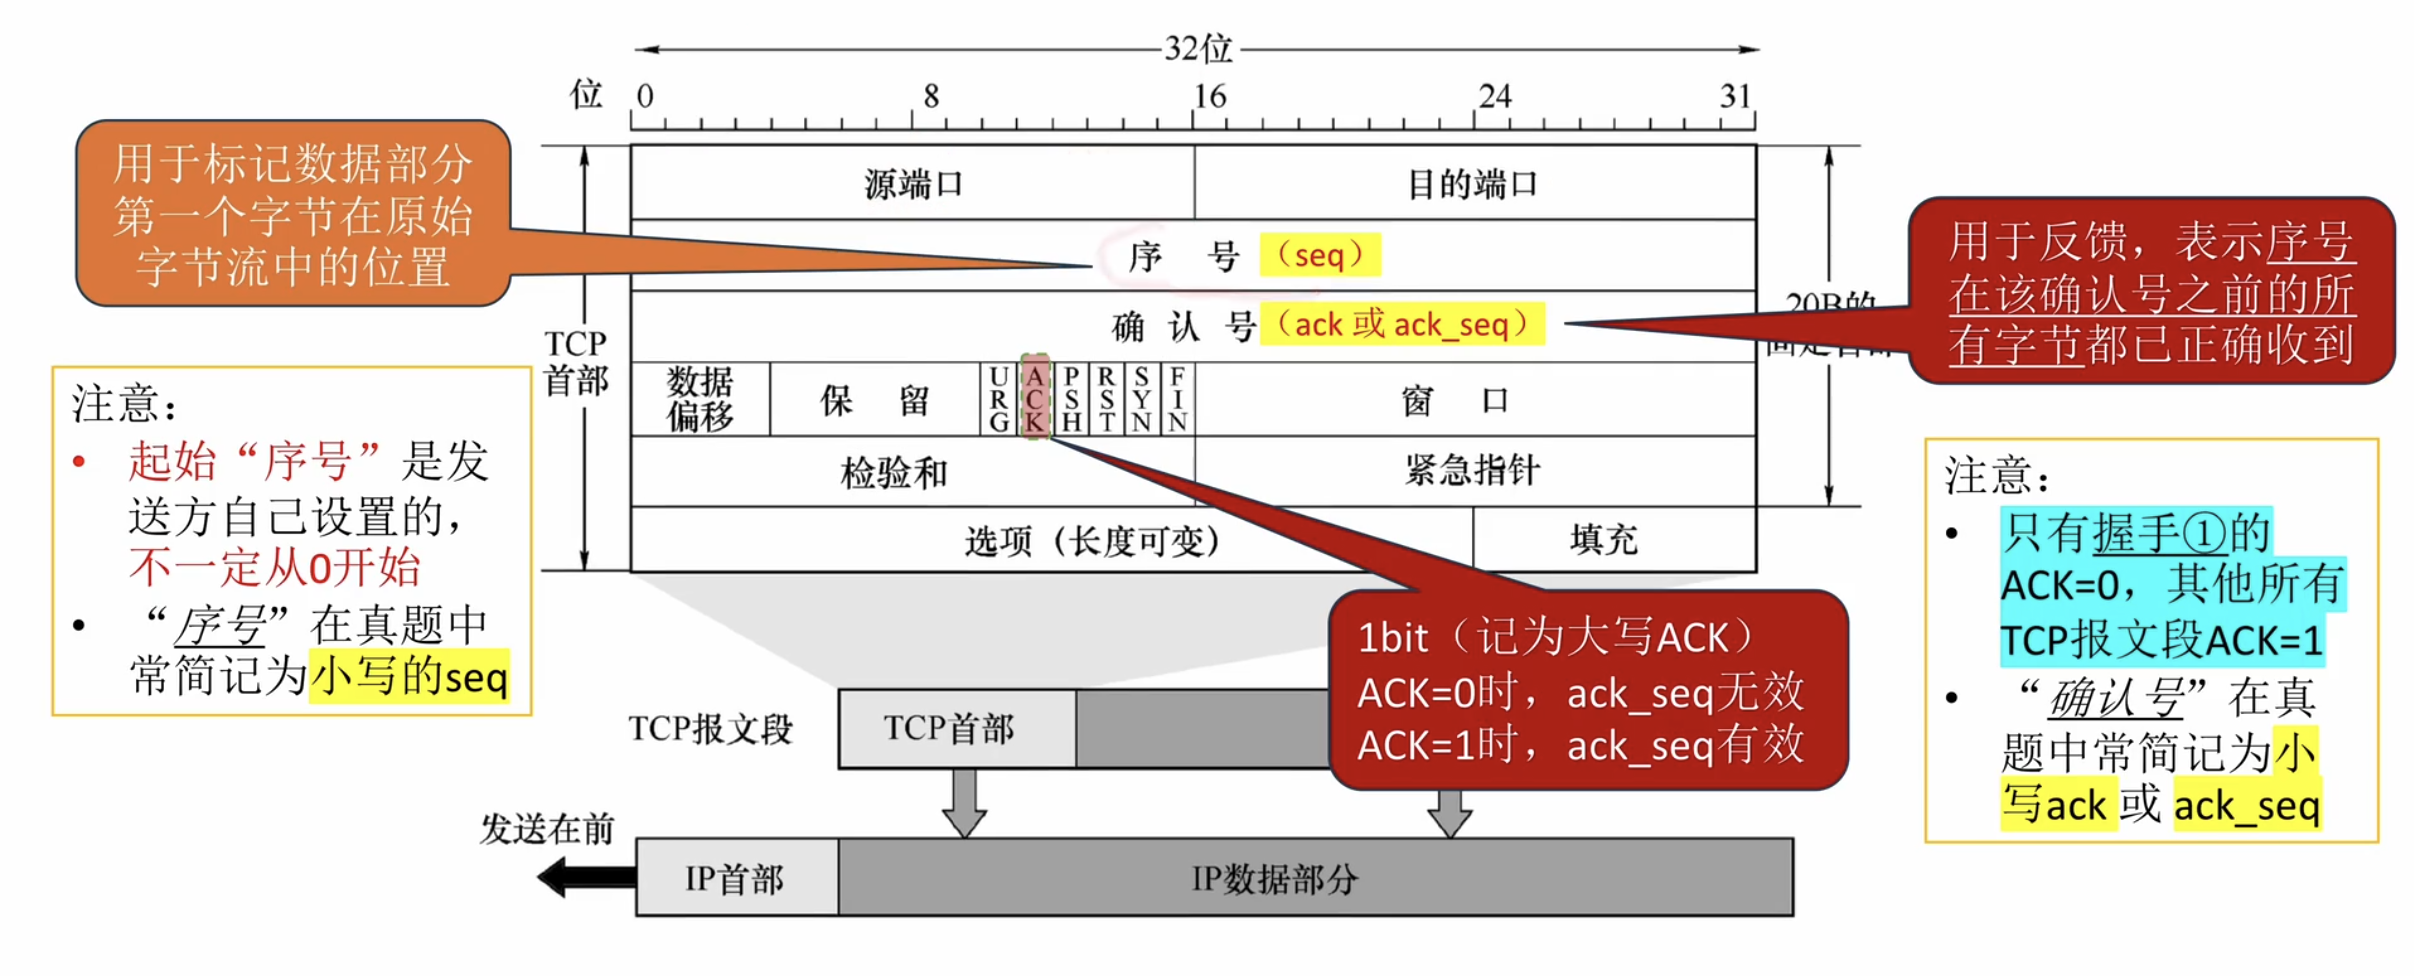 32位
位 0 8 16 24 31
用于标记数据部分
第一个字节在原始
字节流中的位置
源端口 目的端口
序 号 （seq）
确 认 号 （ack 或 ack_seq）
用于反馈，表示序号
在该确认号之前的所
有字节都已正确收到
TCP
首部
数据
偏移
保 留
URG
ACK
PSH
RST
SYN
FIN
窗 口
检验和 紧急指针
选项（长度可变） 填充
注意：
• 起始“序号”是发
送方自己设置的，
不一定从0开始
• “序号”在真题中
常简记为小写的seq
1bit（记为大写ACK）
ACK=0时，ack_seq无效
ACK=1时，ack_seq有效
注意：
• 只有握手①的
ACK=0，其他所有
TCP报文段ACK=1
• “确认号”在真
题中常简记为小
写ack 或 ack_seq
TCP报文段 TCP首部
发送在前
IP首部 IP数据部分